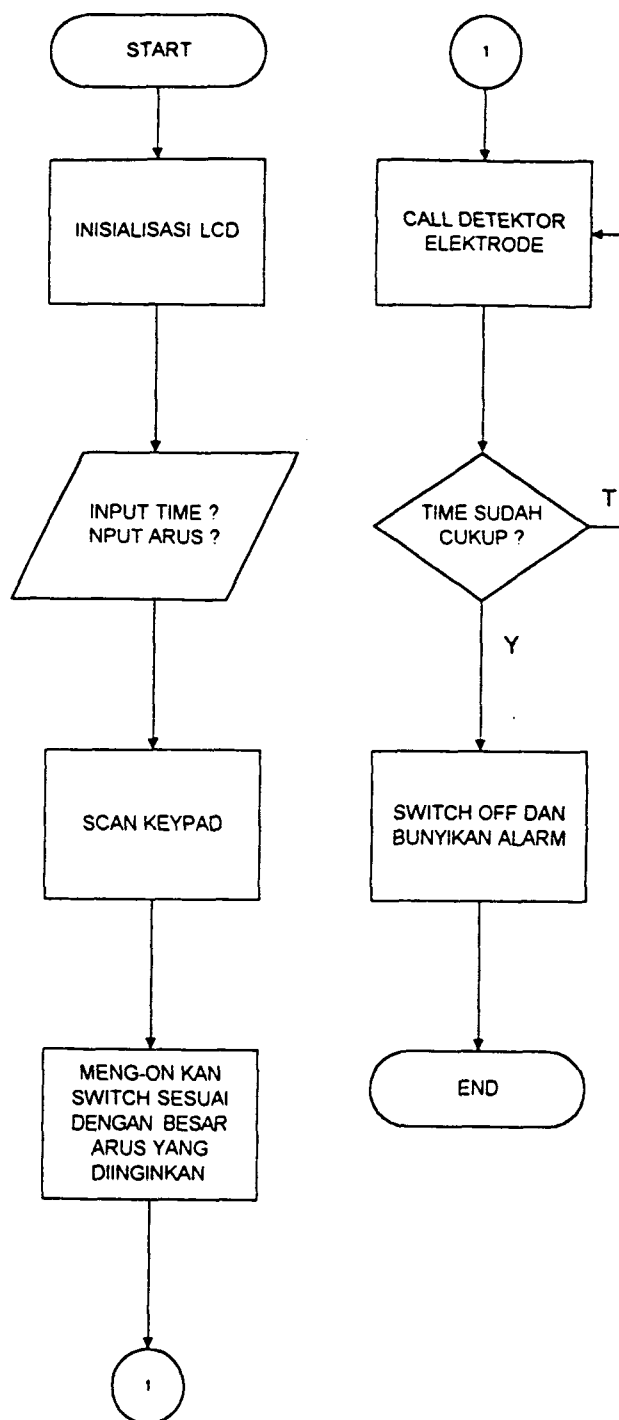 START
INISIALISASI LCD
INPUT TIME ?
NPUT ARUS ?
SCAN KEYPAD
MENG-ON KAN
SWITCH SESUAI
DENGAN BESAR
ARUS YANG
DIINGINKAN
1
1
CALL DETEKTOR
ELEKTRODE
TIME SUDAH
CUKUP ?
T
Y
SWITCH OFF DAN
BUNYIKAN ALARM
END